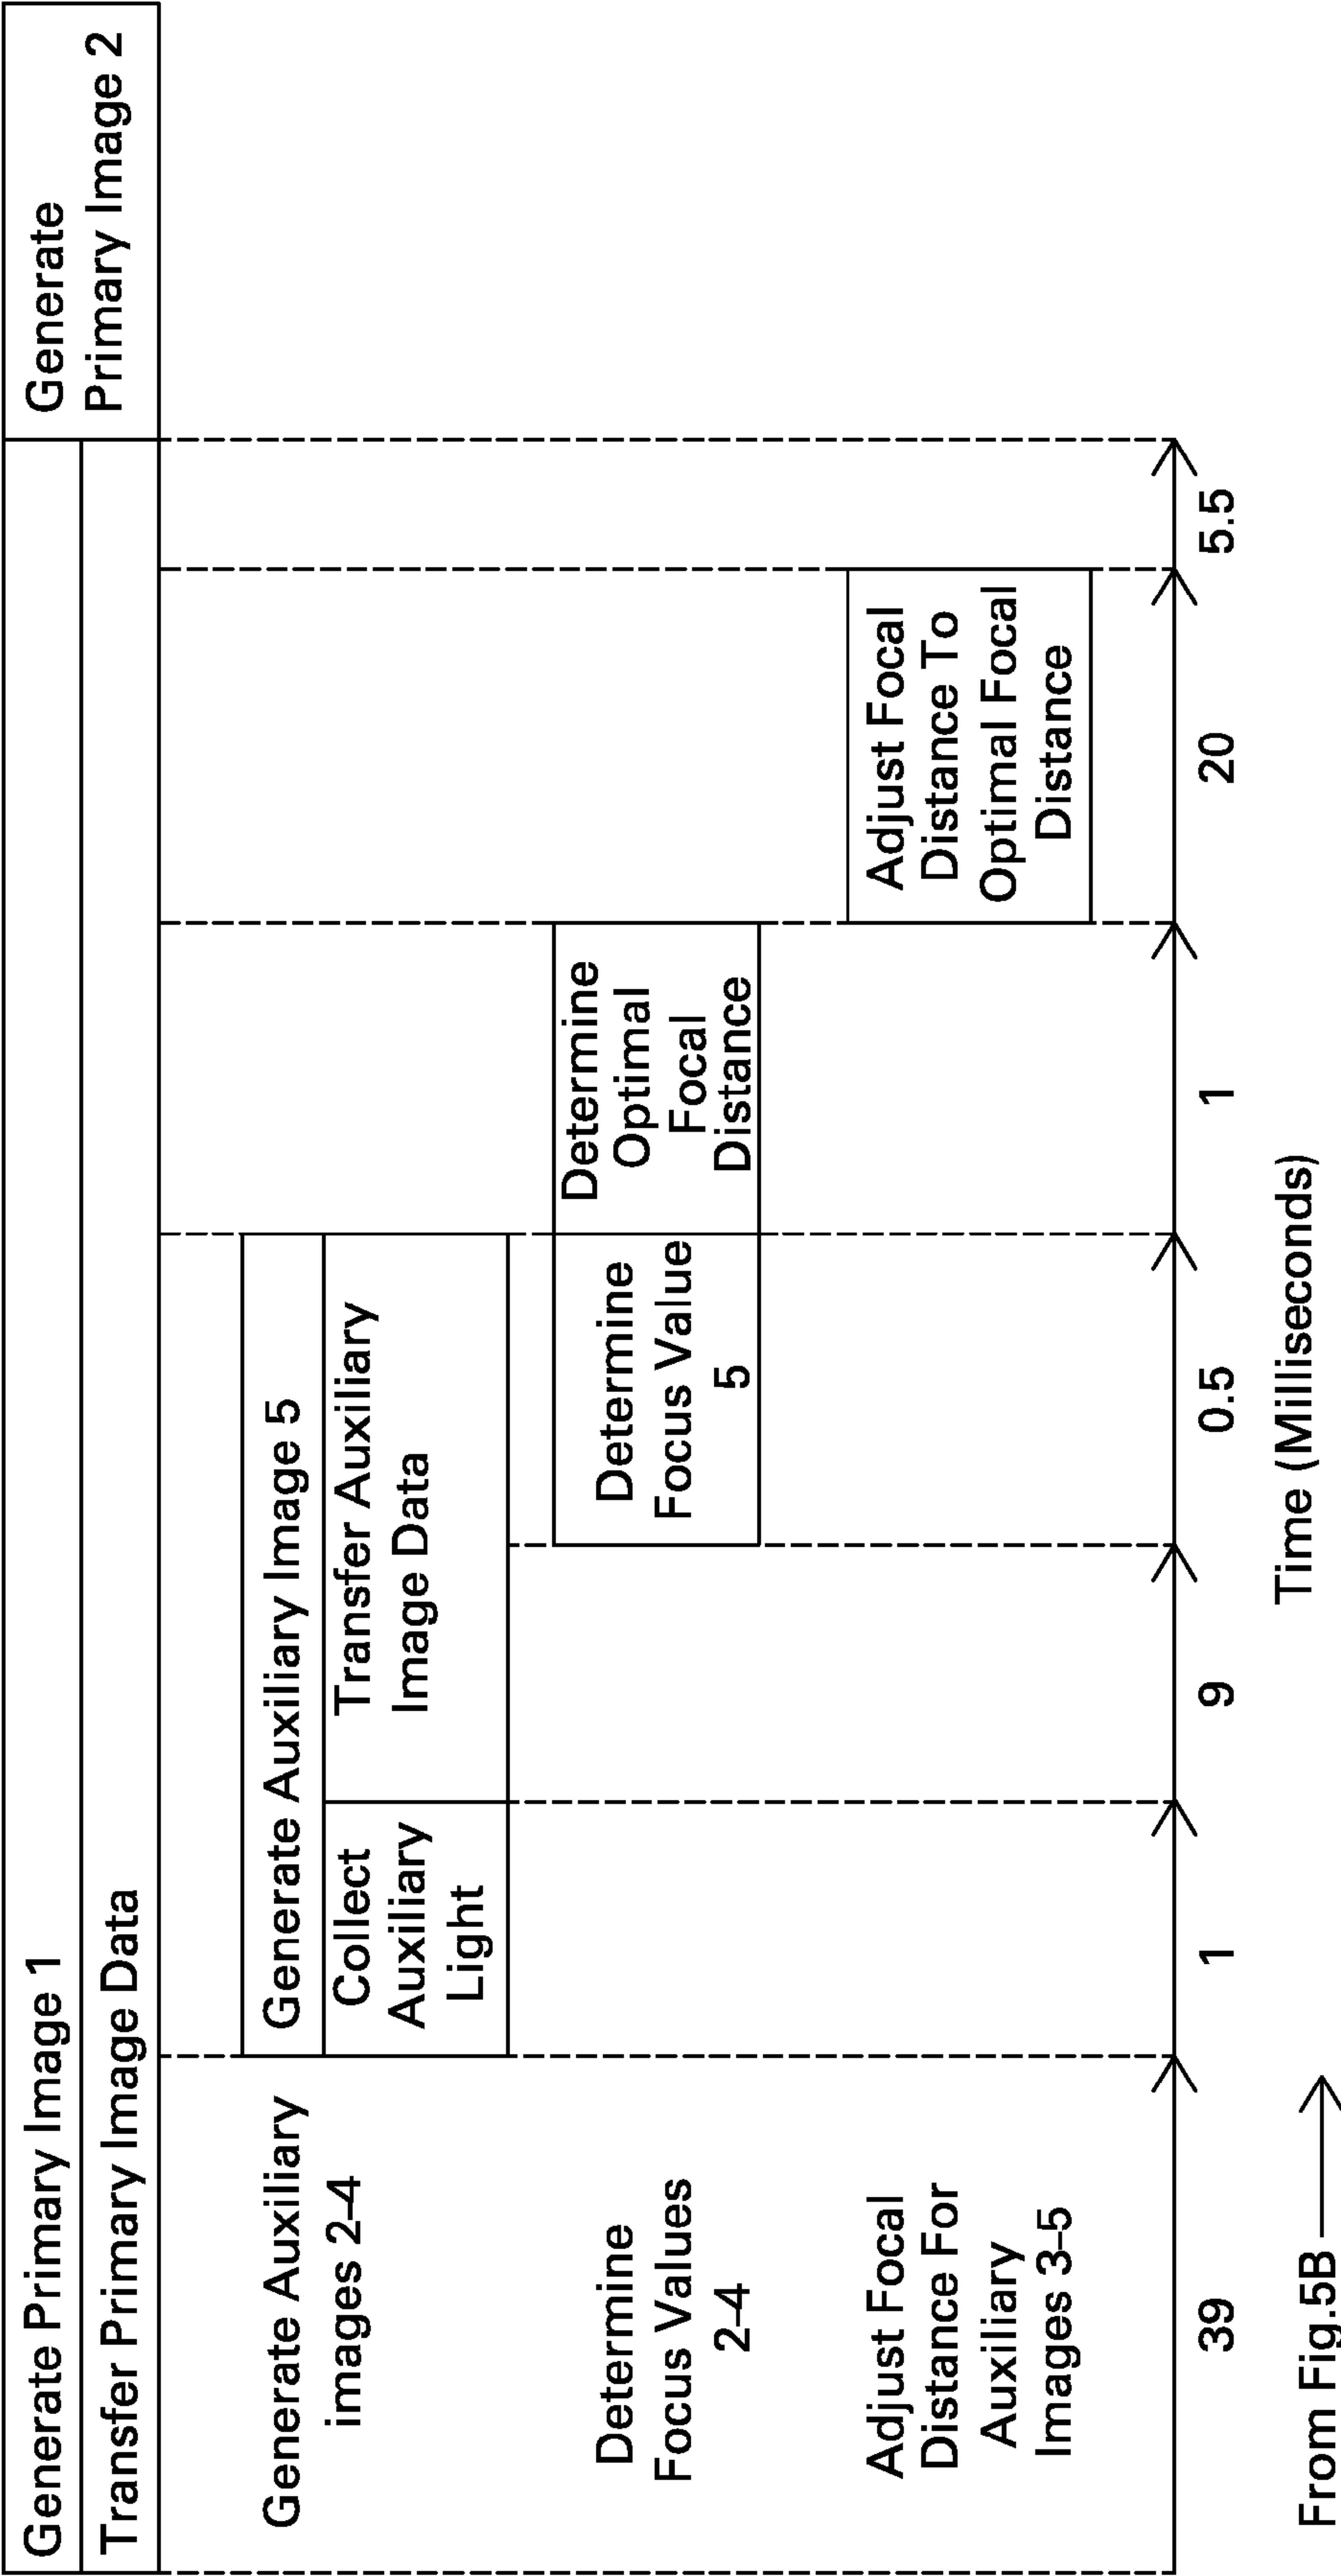 Generate Primary Image 1
Transfer Primary Image Data
Generate
Primary Image 2
Generate Auxiliary
images 2–4
Generate Auxiliary Image 5
Collect
Auxiliary
Light
Transfer Auxiliary
Image Data
Determine
Focus Values
2–4
Determine
Focus Value
5
Determine
Optimal
Focal
Distance
Adjust Focal
Distance For
Auxiliary
Images 3–5
Adjust Focal
Distance To
Optimal Focal
Distance
39
1
9
0.5
1
20
5.5
Time (Milliseconds)
From Fig.5B